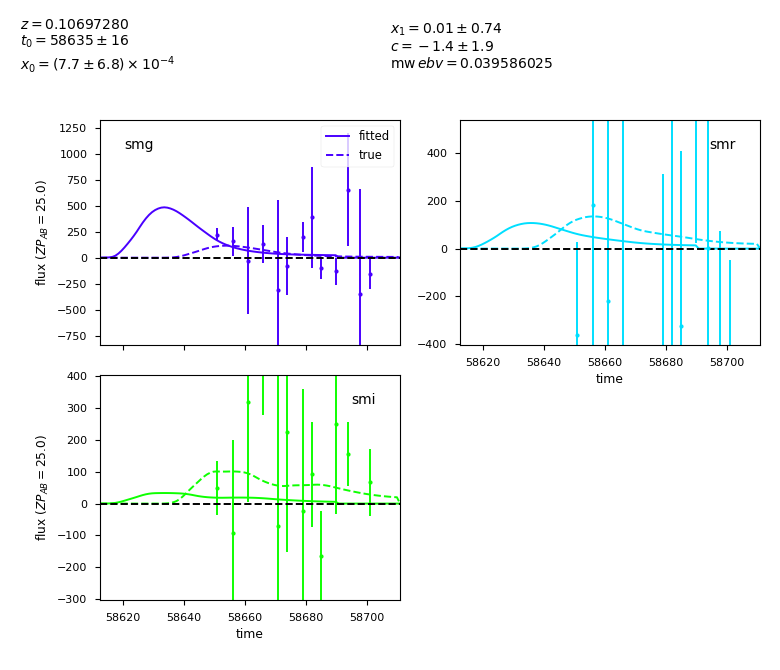 z = 0.10697280
t₀ = 58635 ± 16
x₀ = (7.7 ± 6.8) × 10⁻⁴
x₁ = 0.01 ± 0.74
c = −1.4 ± 1.9
mw ebv = 0.039586025
smg
fitted
true
flux (ZP_AB = 25.0)
1250
1000
750
500
250
0
−250
−500
−750
smr
400
200
0
−200
−400
58620
58640
58660
58680
58700
time
smi
flux (ZP_AB = 25.0)
400
300
200
100
0
−100
−200
−300
58620
58640
58660
58680
58700
time